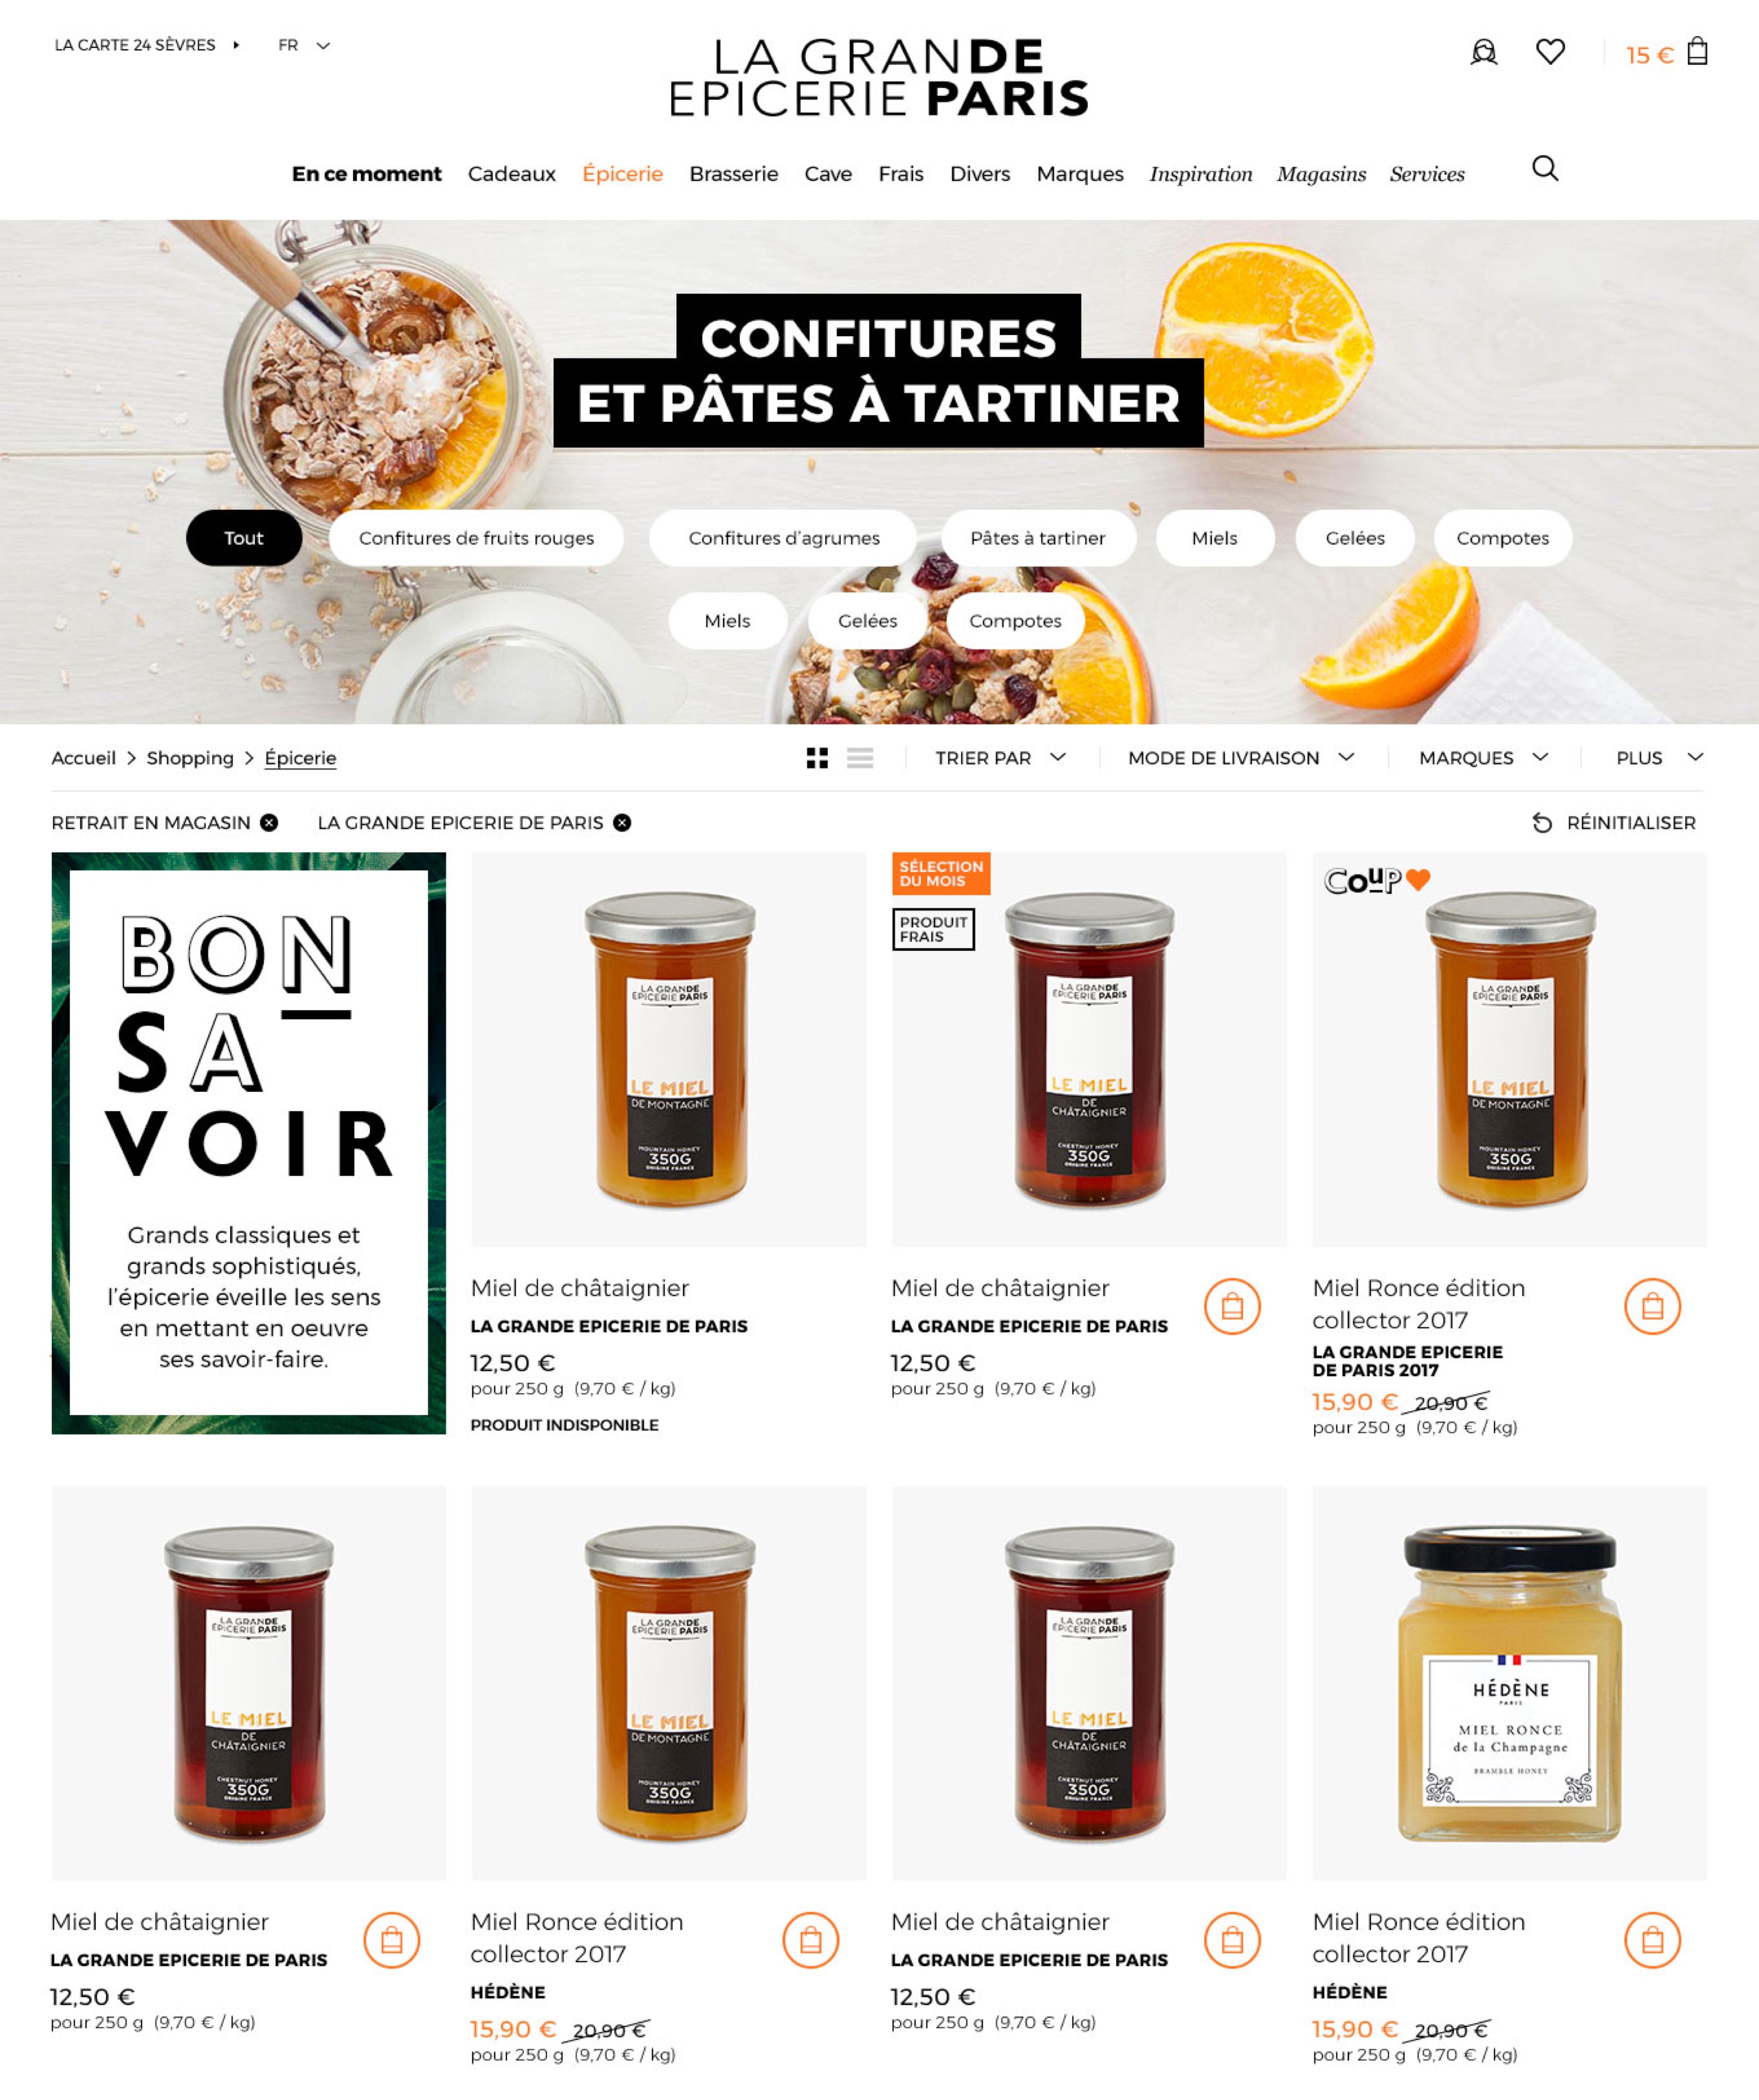 LA CARTE 24 SÈVRES
FR
LA GRANDE
EPICERIE PARIS
15 €
En ce moment Cadeaux Épicerie Brasserie Cave Frais Divers Marques Inspiration Magasins Services
CONFITURES
ET PÂTES À TARTINER
Tout Confitures de fruits rouges Confitures d'agrumes Pâtes à tartiner Miels Gelées Compotes
Miels Gelées Compotes
Accueil > Shopping > Épicerie
TRIER PAR MODE DE LIVRAISON MARQUES PLUS
RETRAIT EN MAGASIN LA GRANDE EPICERIE DE PARIS
RÉINITIALISER
BON
SA
VOIR
Grands classiques et
grands sophistiqués,
l'épicerie éveille les sens
en mettant en oeuvre
ses savoir-faire.
LA GRANDE
EPICERIE PARIS
LE MIEL
DE MONTAGNE
MOUNTAIN HONEY
350G
ORIGINE FRANCE
Miel de châtaignier
LA GRANDE EPICERIE DE PARIS
12,50 €
pour 250 g (9,70 € / kg)
PRODUIT INDISPONIBLE
SÉLECTION
DU MOIS
PRODUIT
FRAIS
LA GRANDE
EPICERIE PARIS
LE MIEL
DE
CHÂTAIGNIER
CHESTNUT HONEY
350G
ORIGINE FRANCE
Miel de châtaignier
LA GRANDE EPICERIE DE PARIS
12,50 €
pour 250 g (9,70 € / kg)
COUP
LA GRANDE
EPICERIE PARIS
LE MIEL
DE MONTAGNE
MOUNTAIN HONEY
350G
ORIGINE FRANCE
Miel Ronce édition
collector 2017
LA GRANDE EPICERIE
DE PARIS 2017
15,90 € 20,90 €
pour 250 g (9,70 € / kg)
LA GRANDE
EPICERIE PARIS
LE MIEL
DE
CHÂTAIGNIER
CHESTNUT HONEY
350G
ORIGINE FRANCE
Miel de châtaignier
LA GRANDE EPICERIE DE PARIS
12,50 €
pour 250 g (9,70 € / kg)
LA GRANDE
EPICERIE PARIS
LE MIEL
DE MONTAGNE
MOUNTAIN HONEY
350G
ORIGINE FRANCE
Miel Ronce édition
collector 2017
HÉDÈNE
15,90 € 20,90 €
pour 250 g (9,70 € / kg)
LA GRANDE
EPICERIE PARIS
LE MIEL
DE
CHÂTAIGNIER
CHESTNUT HONEY
350G
ORIGINE FRANCE
Miel de châtaignier
LA GRANDE EPICERIE DE PARIS
12,50 €
pour 250 g (9,70 € / kg)
HÉDÈNE
PARIS
MIEL RONCE
de la Champagne
BRAMBLE HONEY
Miel Ronce édition
collector 2017
HÉDÈNE
15,90 € 20,90 €
pour 250 g (9,70 € / kg)